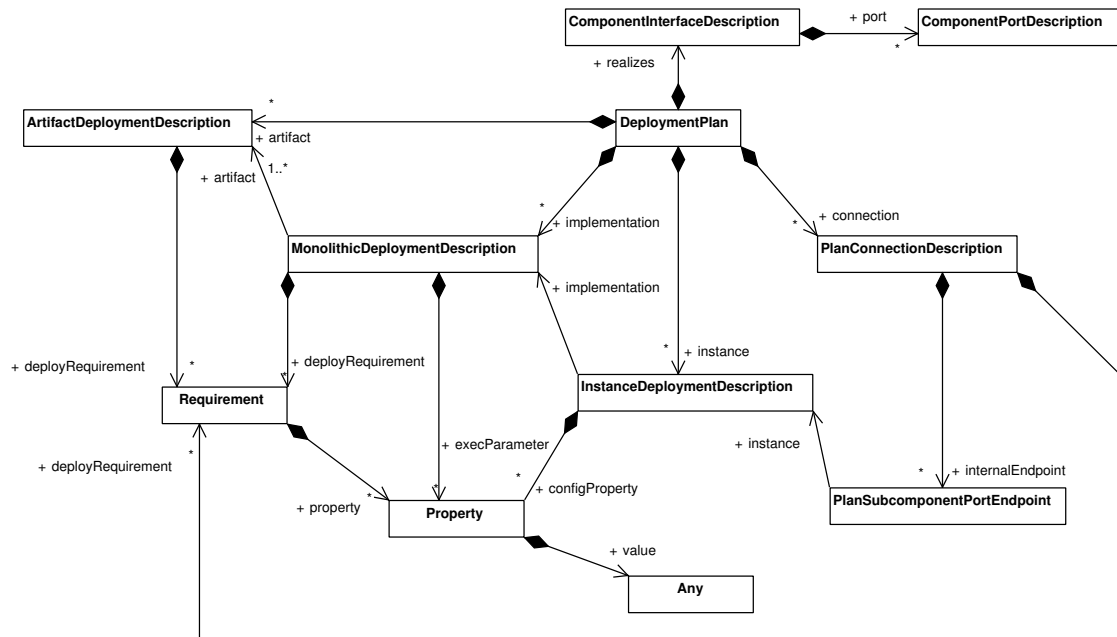 ComponentInterfaceDescription
+ port
*
ComponentPortDescription
+ realizes
*
ArtifactDeploymentDescription
+ artifact
DeploymentPlan
+ artifact
1..*
*
+ implementation
*
+ connection
MonolithicDeploymentDescription
PlanConnectionDescription
+ implementation
*
+ instance
+ deployRequirement
*
*
+ deployRequirement
Requirement
InstanceDeploymentDescription
+ deployRequirement
*
+ execParameter
+ instance
*
+ configProperty
*
+ internalEndpoint
*
+ property
*
Property
PlanSubcomponentPortEndpoint
+ value
Any